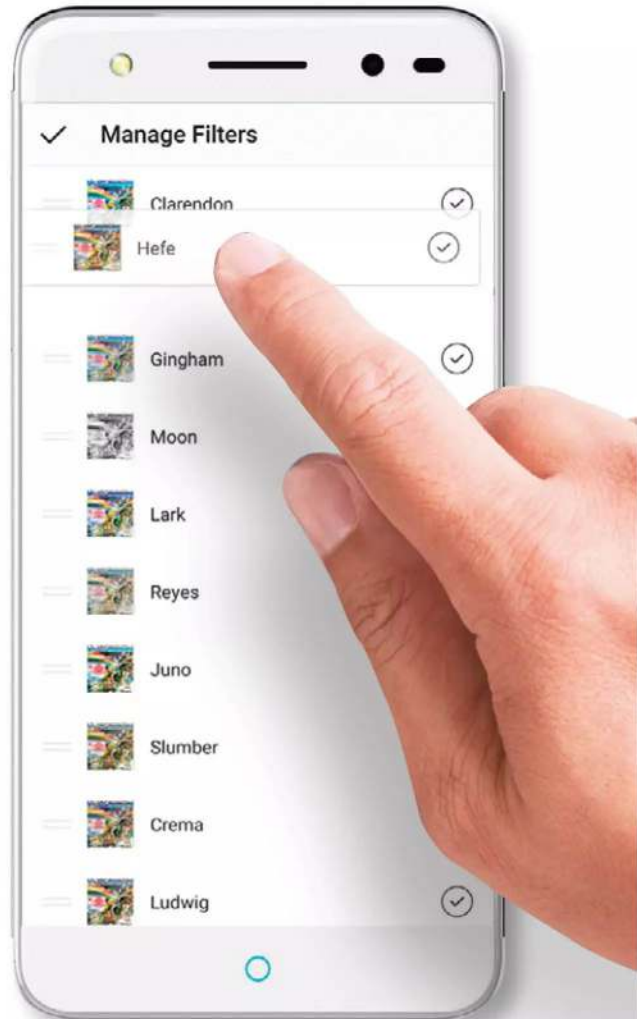 Manage Filters
Clarendon
Hefe
Gingham
Moon
Lark
Reyes
Juno
Slumber
Crema
Ludwig